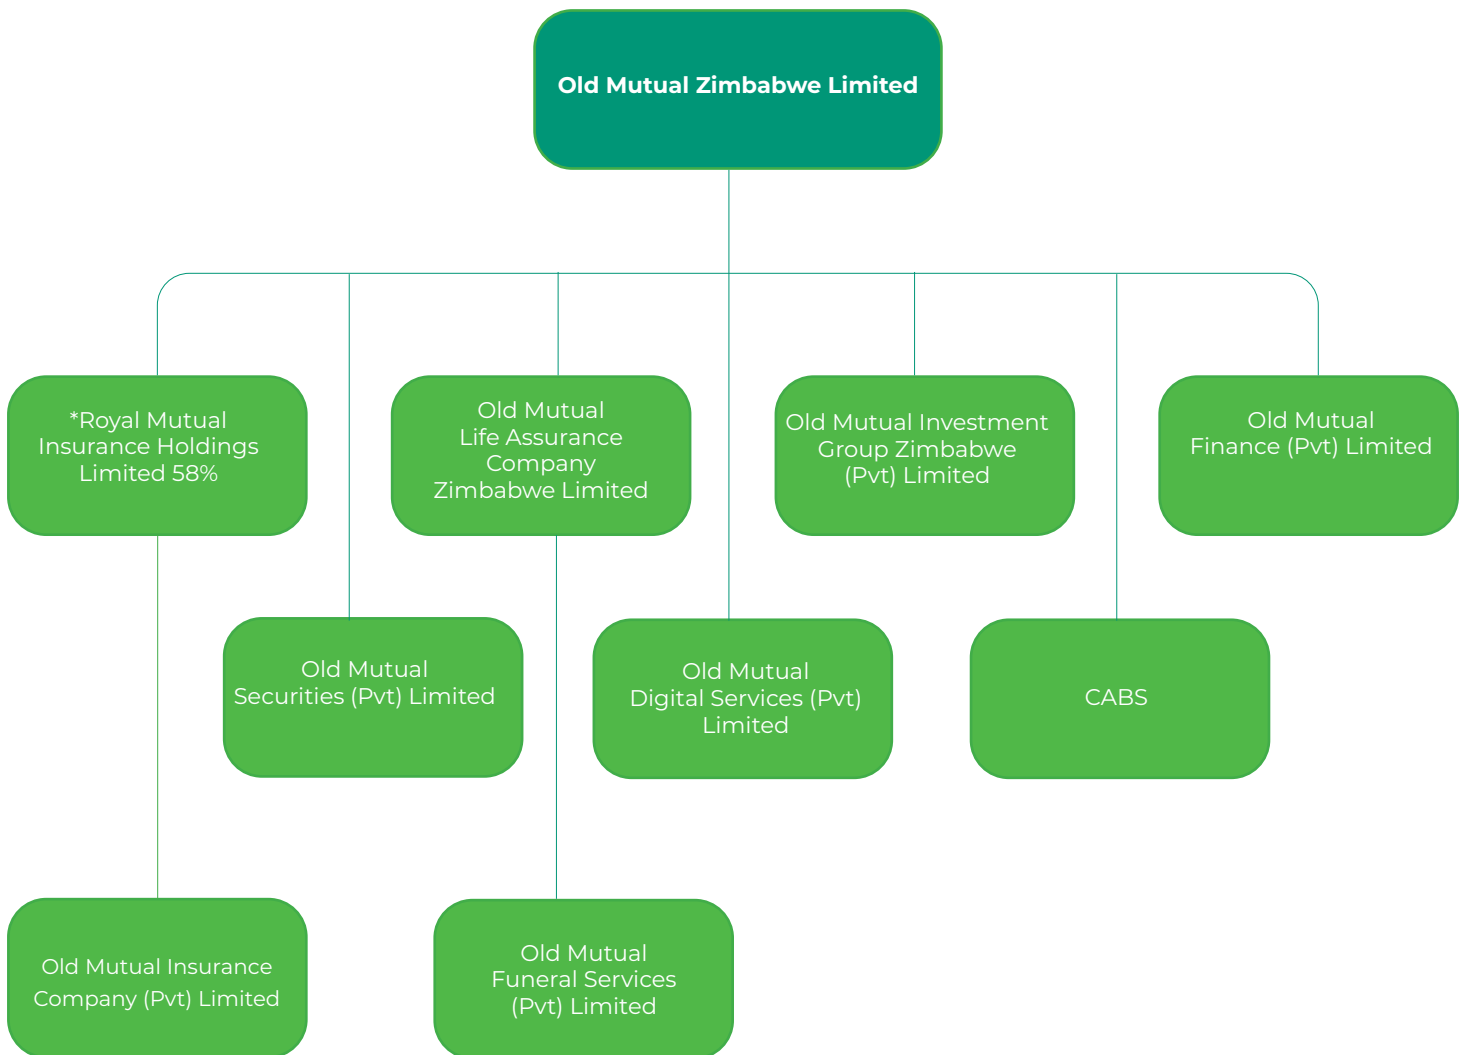 Old Mutual Zimbabwe Limited
*Royal Mutual
Insurance Holdings
Limited 58%
Old Mutual
Life Assurance
Company
Zimbabwe Limited
Old Mutual Investment
Group Zimbabwe
(Pvt) Limited
Old Mutual
Finance (Pvt) Limited
Old Mutual
Securities (Pvt) Limited
Old Mutual
Digital Services (Pvt)
Limited
CABS
Old Mutual Insurance
Company (Pvt) Limited
Old Mutual
Funeral Services
(Pvt) Limited